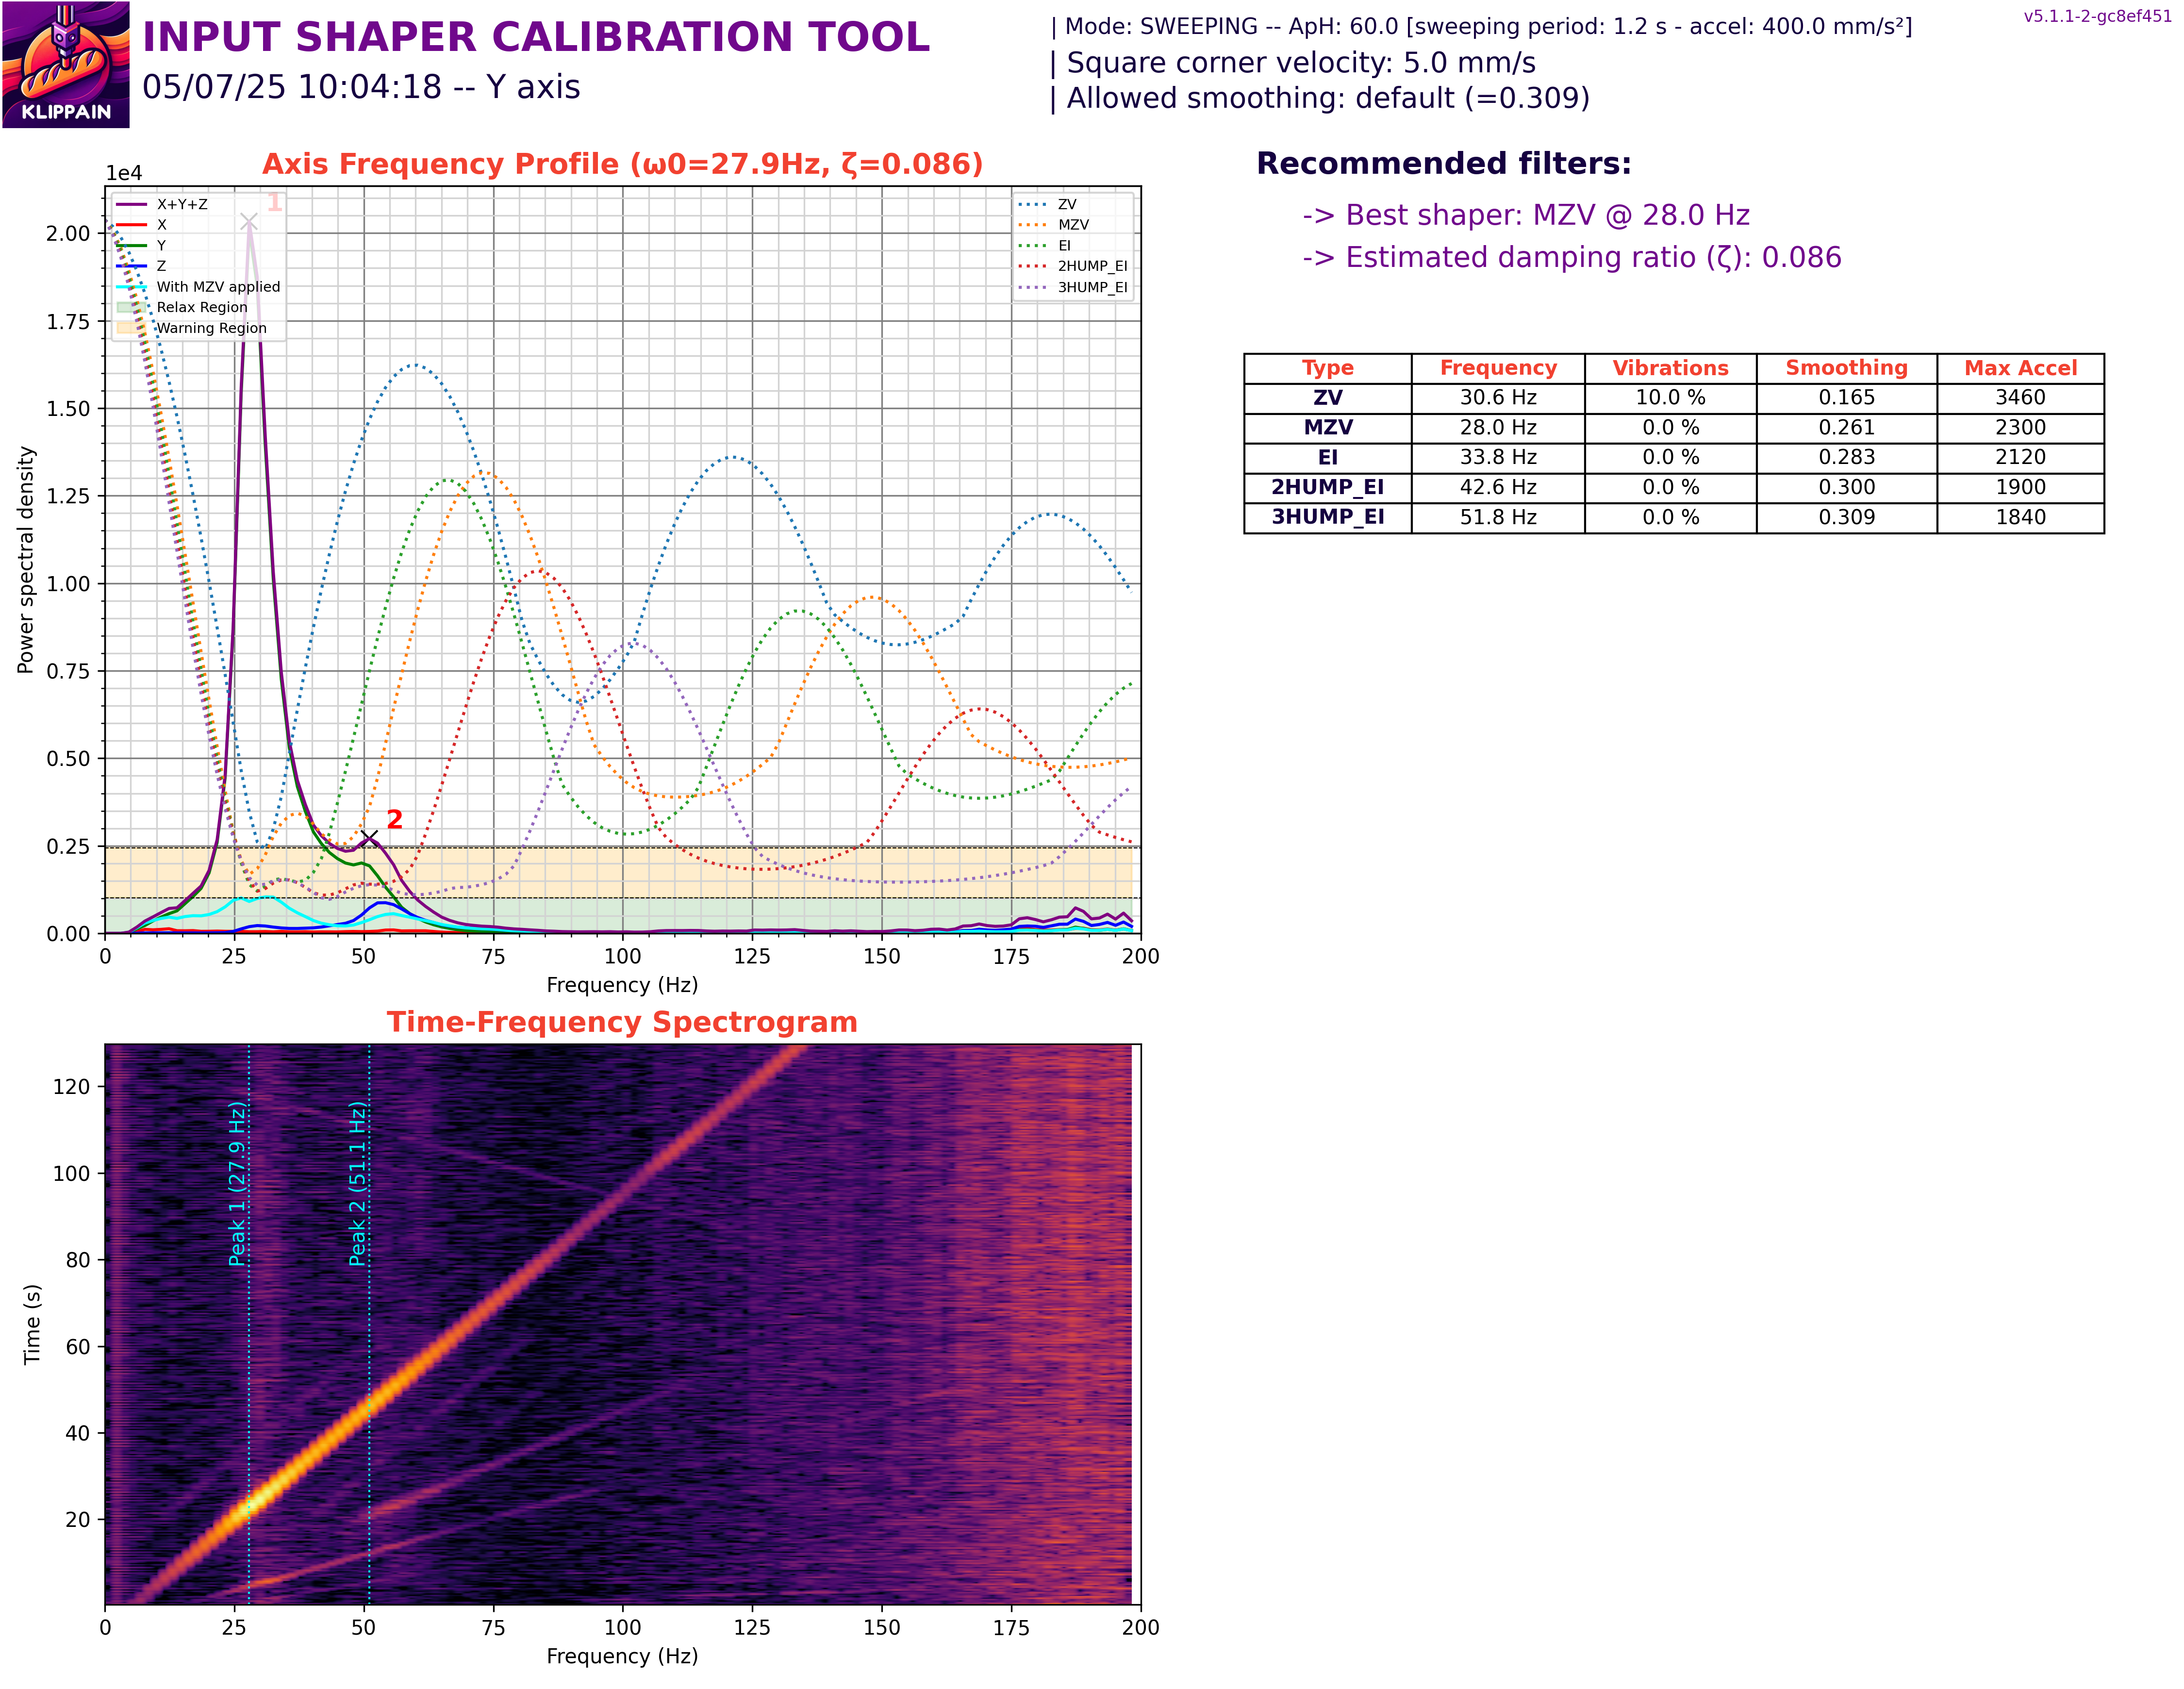 KLIPPAIN
INPUT SHAPER CALIBRATION TOOL
05/07/25 10:04:18 -- Y axis
| Mode: SWEEPING -- ApH: 60.0 [sweeping period: 1.2 s - accel: 400.0 mm/s²]
| Square corner velocity: 5.0 mm/s
| Allowed smoothing: default (=0.309)
v5.1.1-2-gc8ef451
Axis Frequency Profile (ω0=27.9Hz, ζ=0.086)
1e4
X+Y+Z
X
Y
Z
With MZV applied
Relax Region
Warning Region
1
2
ZV
MZV
EI
2HUMP_EI
3HUMP_EI
Power spectral density
2.00
1.75
1.50
1.25
1.00
0.75
0.50
0.25
0.00
0 25 50 75 100 125 150 175 200
Frequency (Hz)
Recommended filters:
-> Best shaper: MZV @ 28.0 Hz
-> Estimated damping ratio (ζ): 0.086
Type Frequency Vibrations Smoothing Max Accel
ZV 30.6 Hz 10.0 % 0.165 3460
MZV 28.0 Hz 0.0 % 0.261 2300
EI 33.8 Hz 0.0 % 0.283 2120
2HUMP_EI 42.6 Hz 0.0 % 0.300 1900
3HUMP_EI 51.8 Hz 0.0 % 0.309 1840
Time-Frequency Spectrogram
Time (s)
120
100
80
60
40
20
Peak 1 (27.9 Hz)
Peak 2 (51.1 Hz)
0 25 50 75 100 125 150 175 200
Frequency (Hz)